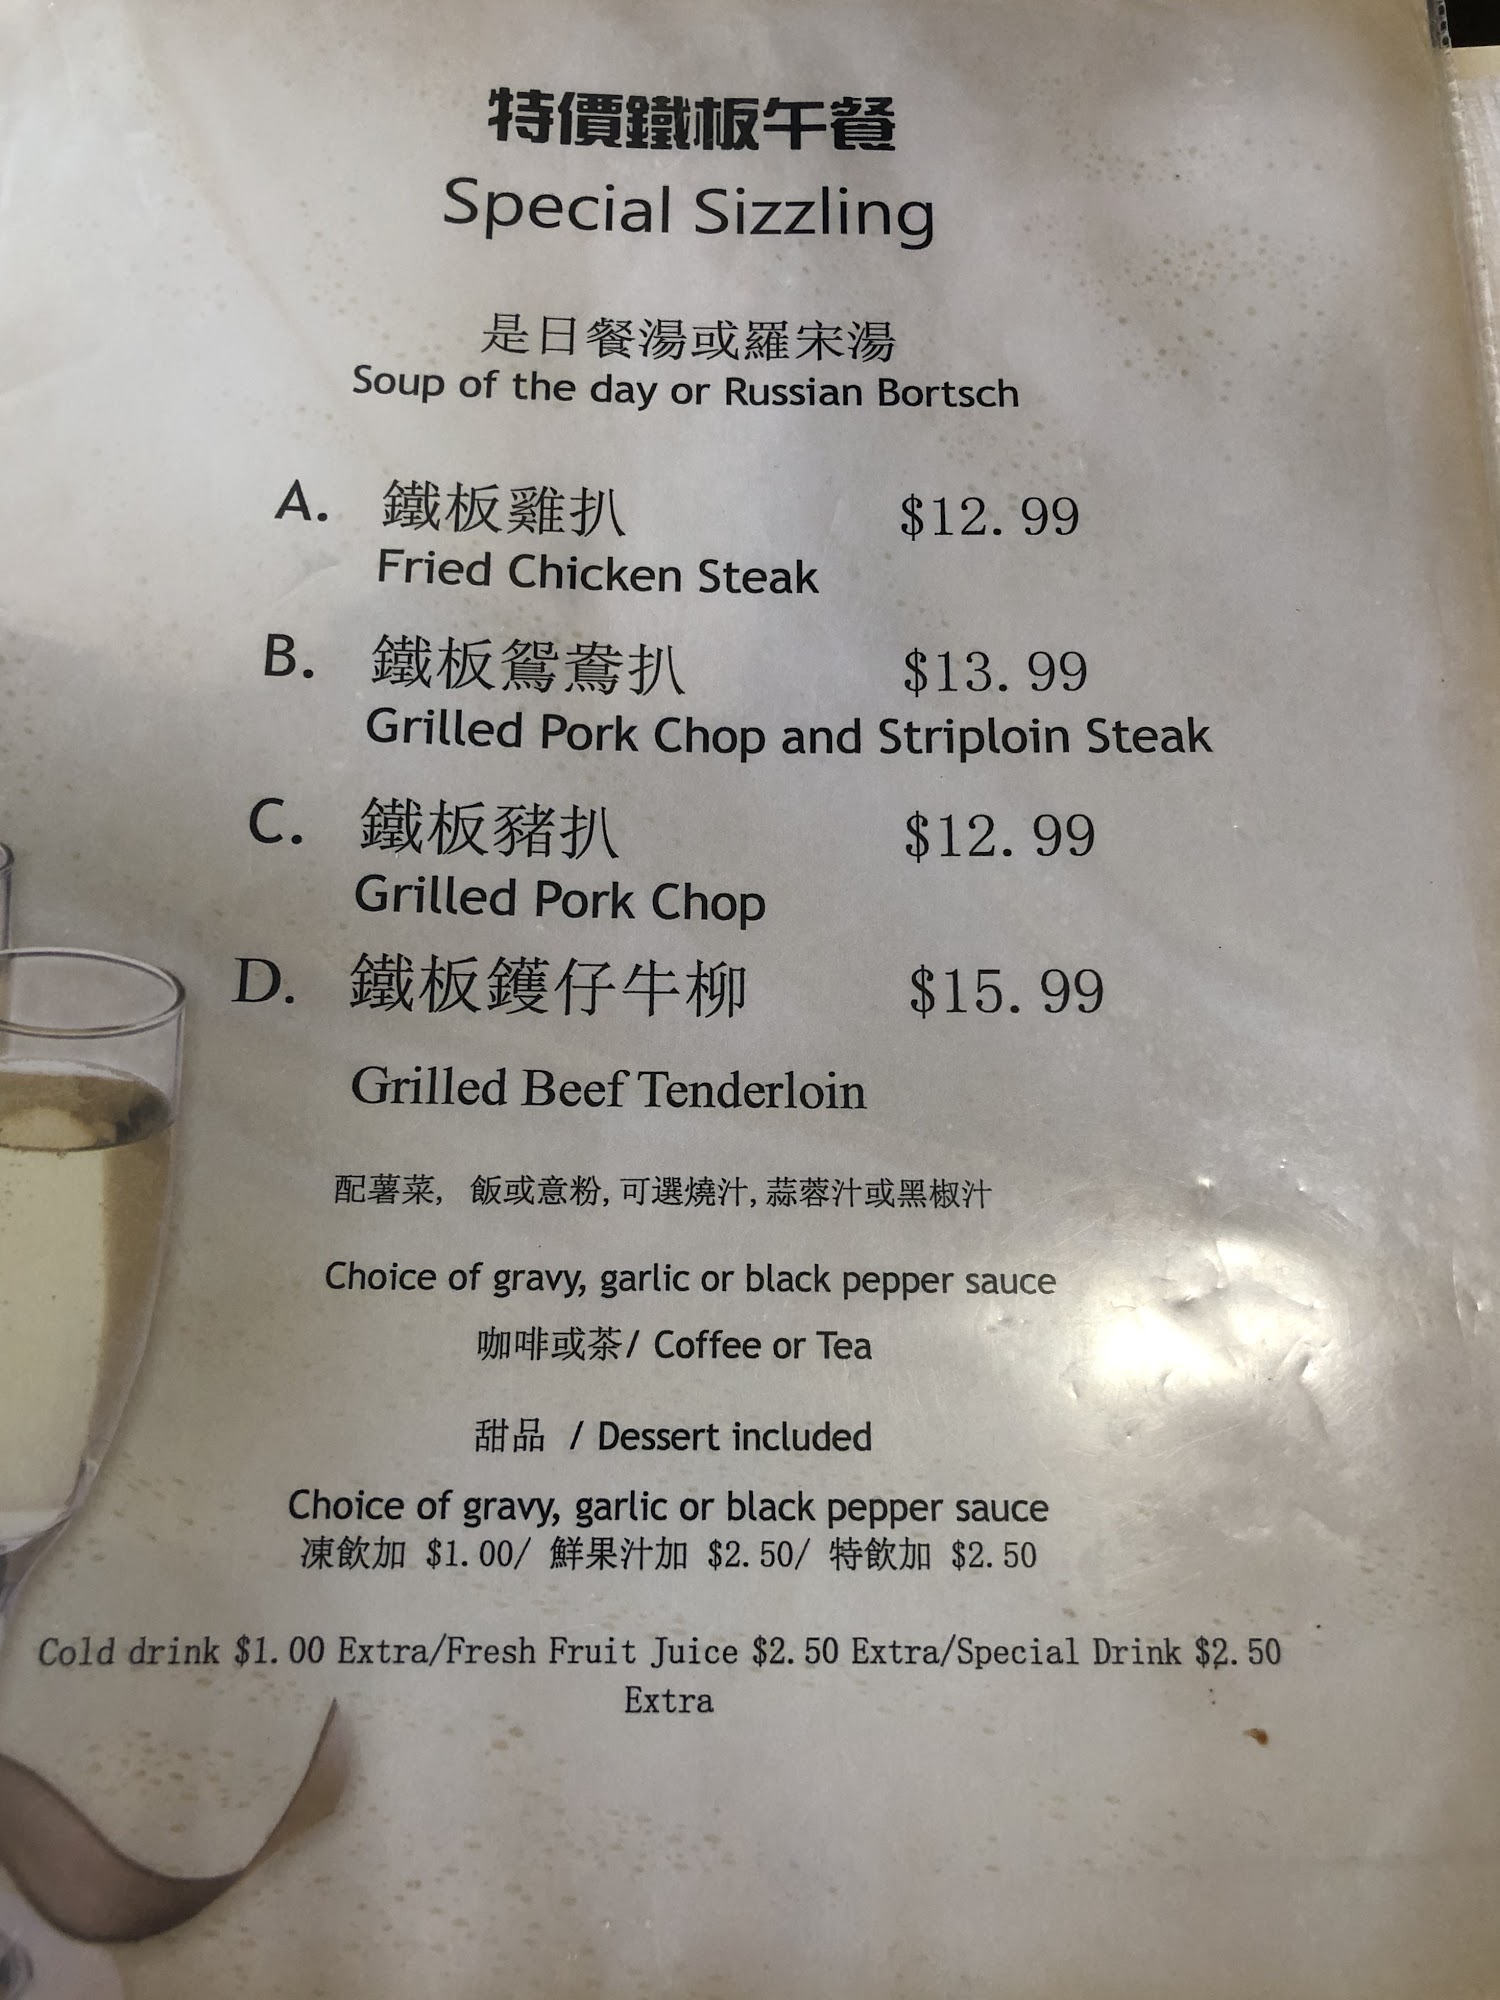 特價鐵板午餐
Special Sizzling
是日餐湯或羅宋湯
Soup of the day or Russian Bortsch
A. 鐵板雞扒 $12.99
Fried Chicken Steak
B. 鐵板鴛鴦扒 $13.99
Grilled Pork Chop and Striploin Steak
C. 鐵板豬扒 $12.99
Grilled Pork Chop
D. 鐵板鑊仔牛柳 $15.99
Grilled Beef Tenderloin
配薯菜, 飯或意粉,可選燒汁,蒜蓉汁或黑椒汁
Choice of gravy, garlic or black pepper sauce
咖啡或茶/ Coffee or Tea
甜品 / Dessert included
Choice of gravy, garlic or black pepper sauce
凍飲加 $1.00/ 鮮果汁加 $2.50/ 特飲加 $2.50
Cold drink $1.00 Extra/Fresh Fruit Juice $2.50 Extra/Special Drink $2.50
Extra